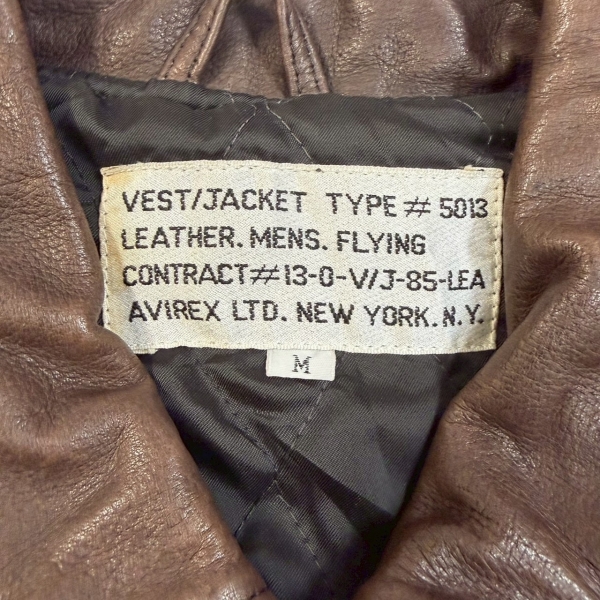 VEST/JACKET TYPE # 5013
LEATHER. MENS. FLYING
CONTRACT # 13-0-V/J-85-LEA
AVIREX LTD. NEW YORK. N.Y.
M